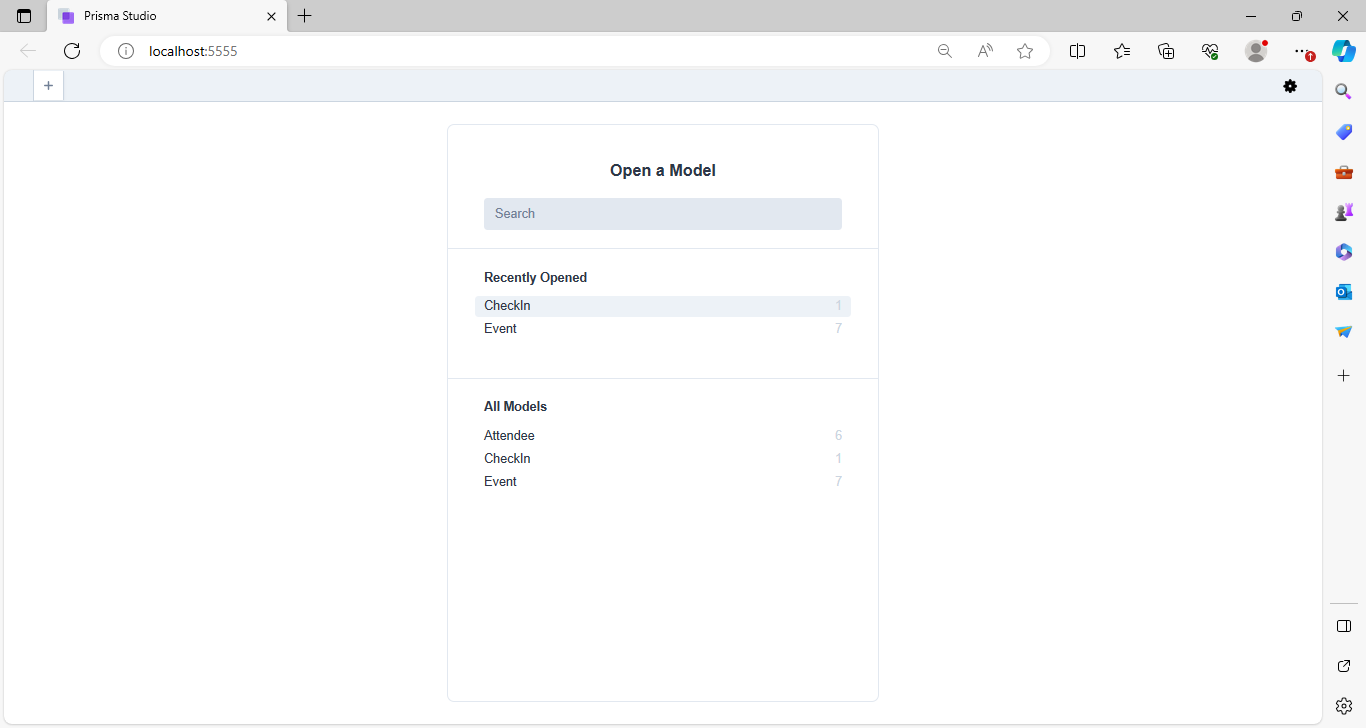 Prisma Studio
localhost:5555
Open a Model
Search
Recently Opened
CheckIn 1
Event 7
All Models
Attendee 6
CheckIn 1
Event 7